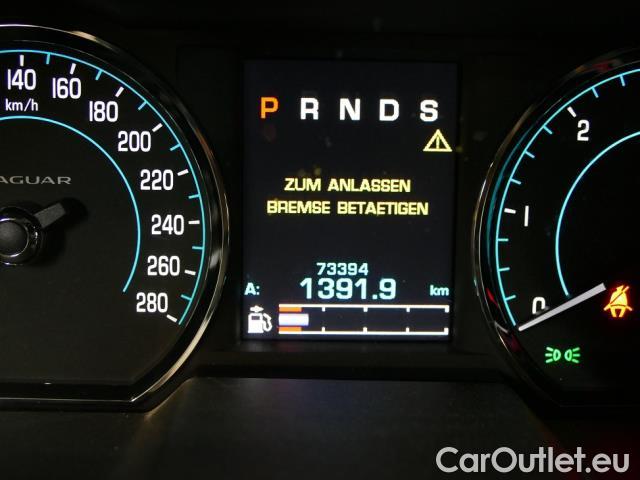 140
160
180
200
220
240
260
280
km/h
AGUAR
P R N D S
ZUM ANLASSEN
BREMSE BETAETIGEN
73394
A: 1391.9 km
2
1
0
CarOutlet.eu